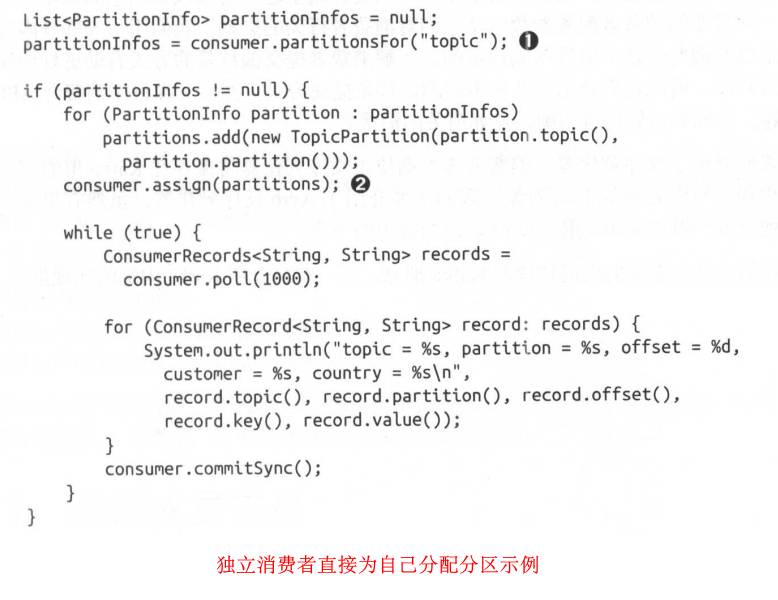 List<PartitionInfo> partitionInfos = null;
partitionInfos = consumer.partitionsFor("topic"); ❶
if (partitionInfos != null) {
for (PartitionInfo partition : partitionInfos)
partitions.add(new TopicPartition(partition.topic(),
partition.partition()));
consumer.assign(partitions); ❷
while (true) {
ConsumerRecords<String, String> records =
consumer.poll(1000);
for (ConsumerRecord<String, String> record: records) {
System.out.println("topic = %s, partition = %s, offset = %d,
customer = %s, country = %s\n",
record.topic(), record.partition(), record.offset(),
record.key(), record.value());
}
consumer.commitSync();
}
}
独立消费者直接为自己分配分区示例